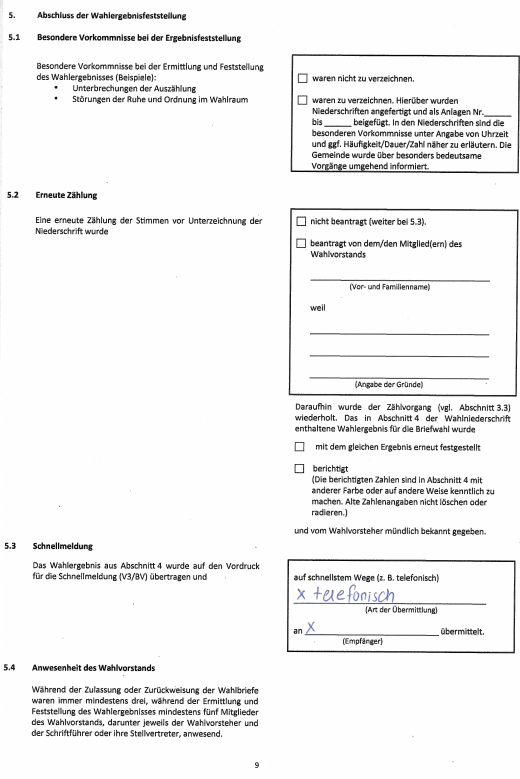 5. Abschluss der Wahlergebnisfeststellung
5.1 Besondere Vorkommnisse bei der Ergebnisfeststellung
Besondere Vorkommnisse bei der Ermittlung und Feststellung
des Wahlergebnisses (Beispiele):
• Unterbrechungen der Auszählung
• Störungen der Ruhe und Ordnung im Wahlraum
☐ waren nicht zu verzeichnen.
☐ waren zu verzeichnen. Hierüber wurden
Niederschriften angefertigt und als Anlagen Nr.______
bis ______ beigefügt. In den Niederschriften sind die
besonderen Vorkommnisse unter Angabe von Uhrzeit
und ggf. Häufigkeit/Dauer/Zahl näher zu erläutern. Die
Gemeinde wurde über besonders bedeutsame
Vorgänge umgehend informiert.
5.2 Erneute Zählung
Eine erneute Zählung der Stimmen vor Unterzeichnung der
Niederschrift wurde
☐ nicht beantragt (weiter bei 5.3).
☐ beantragt von dem/den Mitglied(ern) des
Wahlvorstands
(Vor- und Familienname)
weil
(Angabe der Gründe)
Daraufhin wurde der Zählvorgang (vgl. Abschnitt 3.3)
wiederholt. Das in Abschnitt 4 der Wahlniederschrift
enthaltene Wahlergebnis für die Briefwahl wurde
☐ mit dem gleichen Ergebnis erneut festgestellt
☐ berichtigt
(Die berichtigten Zahlen sind in Abschnitt 4 mit
anderer Farbe oder auf andere Weise kenntlich zu
machen. Alte Zahlenangaben nicht löschen oder
radieren.)
und vom Wahlvorsteher mündlich bekannt gegeben.
5.3 Schnellmeldung
Das Wahlergebnis aus Abschnitt 4 wurde auf den Vordruck
für die Schnellmeldung (V3/BV) übertragen und
auf schnellstem Wege (z. B. telefonisch)
x telefonisch
(Art der Übermittlung)
an X ______ übermittelt.
(Empfänger)
5.4 Anwesenheit des Wahlvorstands
Während der Zulassung oder Zurückweisung der Wahlbriefe
waren immer mindestens drei, während der Ermittlung und
Feststellung des Wahlergebnisses mindestens fünf Mitglieder
des Wahlvorstands, darunter jeweils der Wahlvorsteher und
der Schriftführer oder ihre Stellvertreter, anwesend.
9